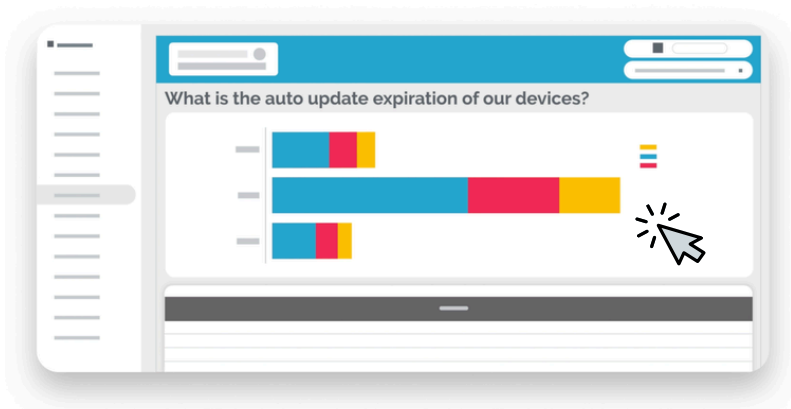 What is the auto update expiration of our devices?